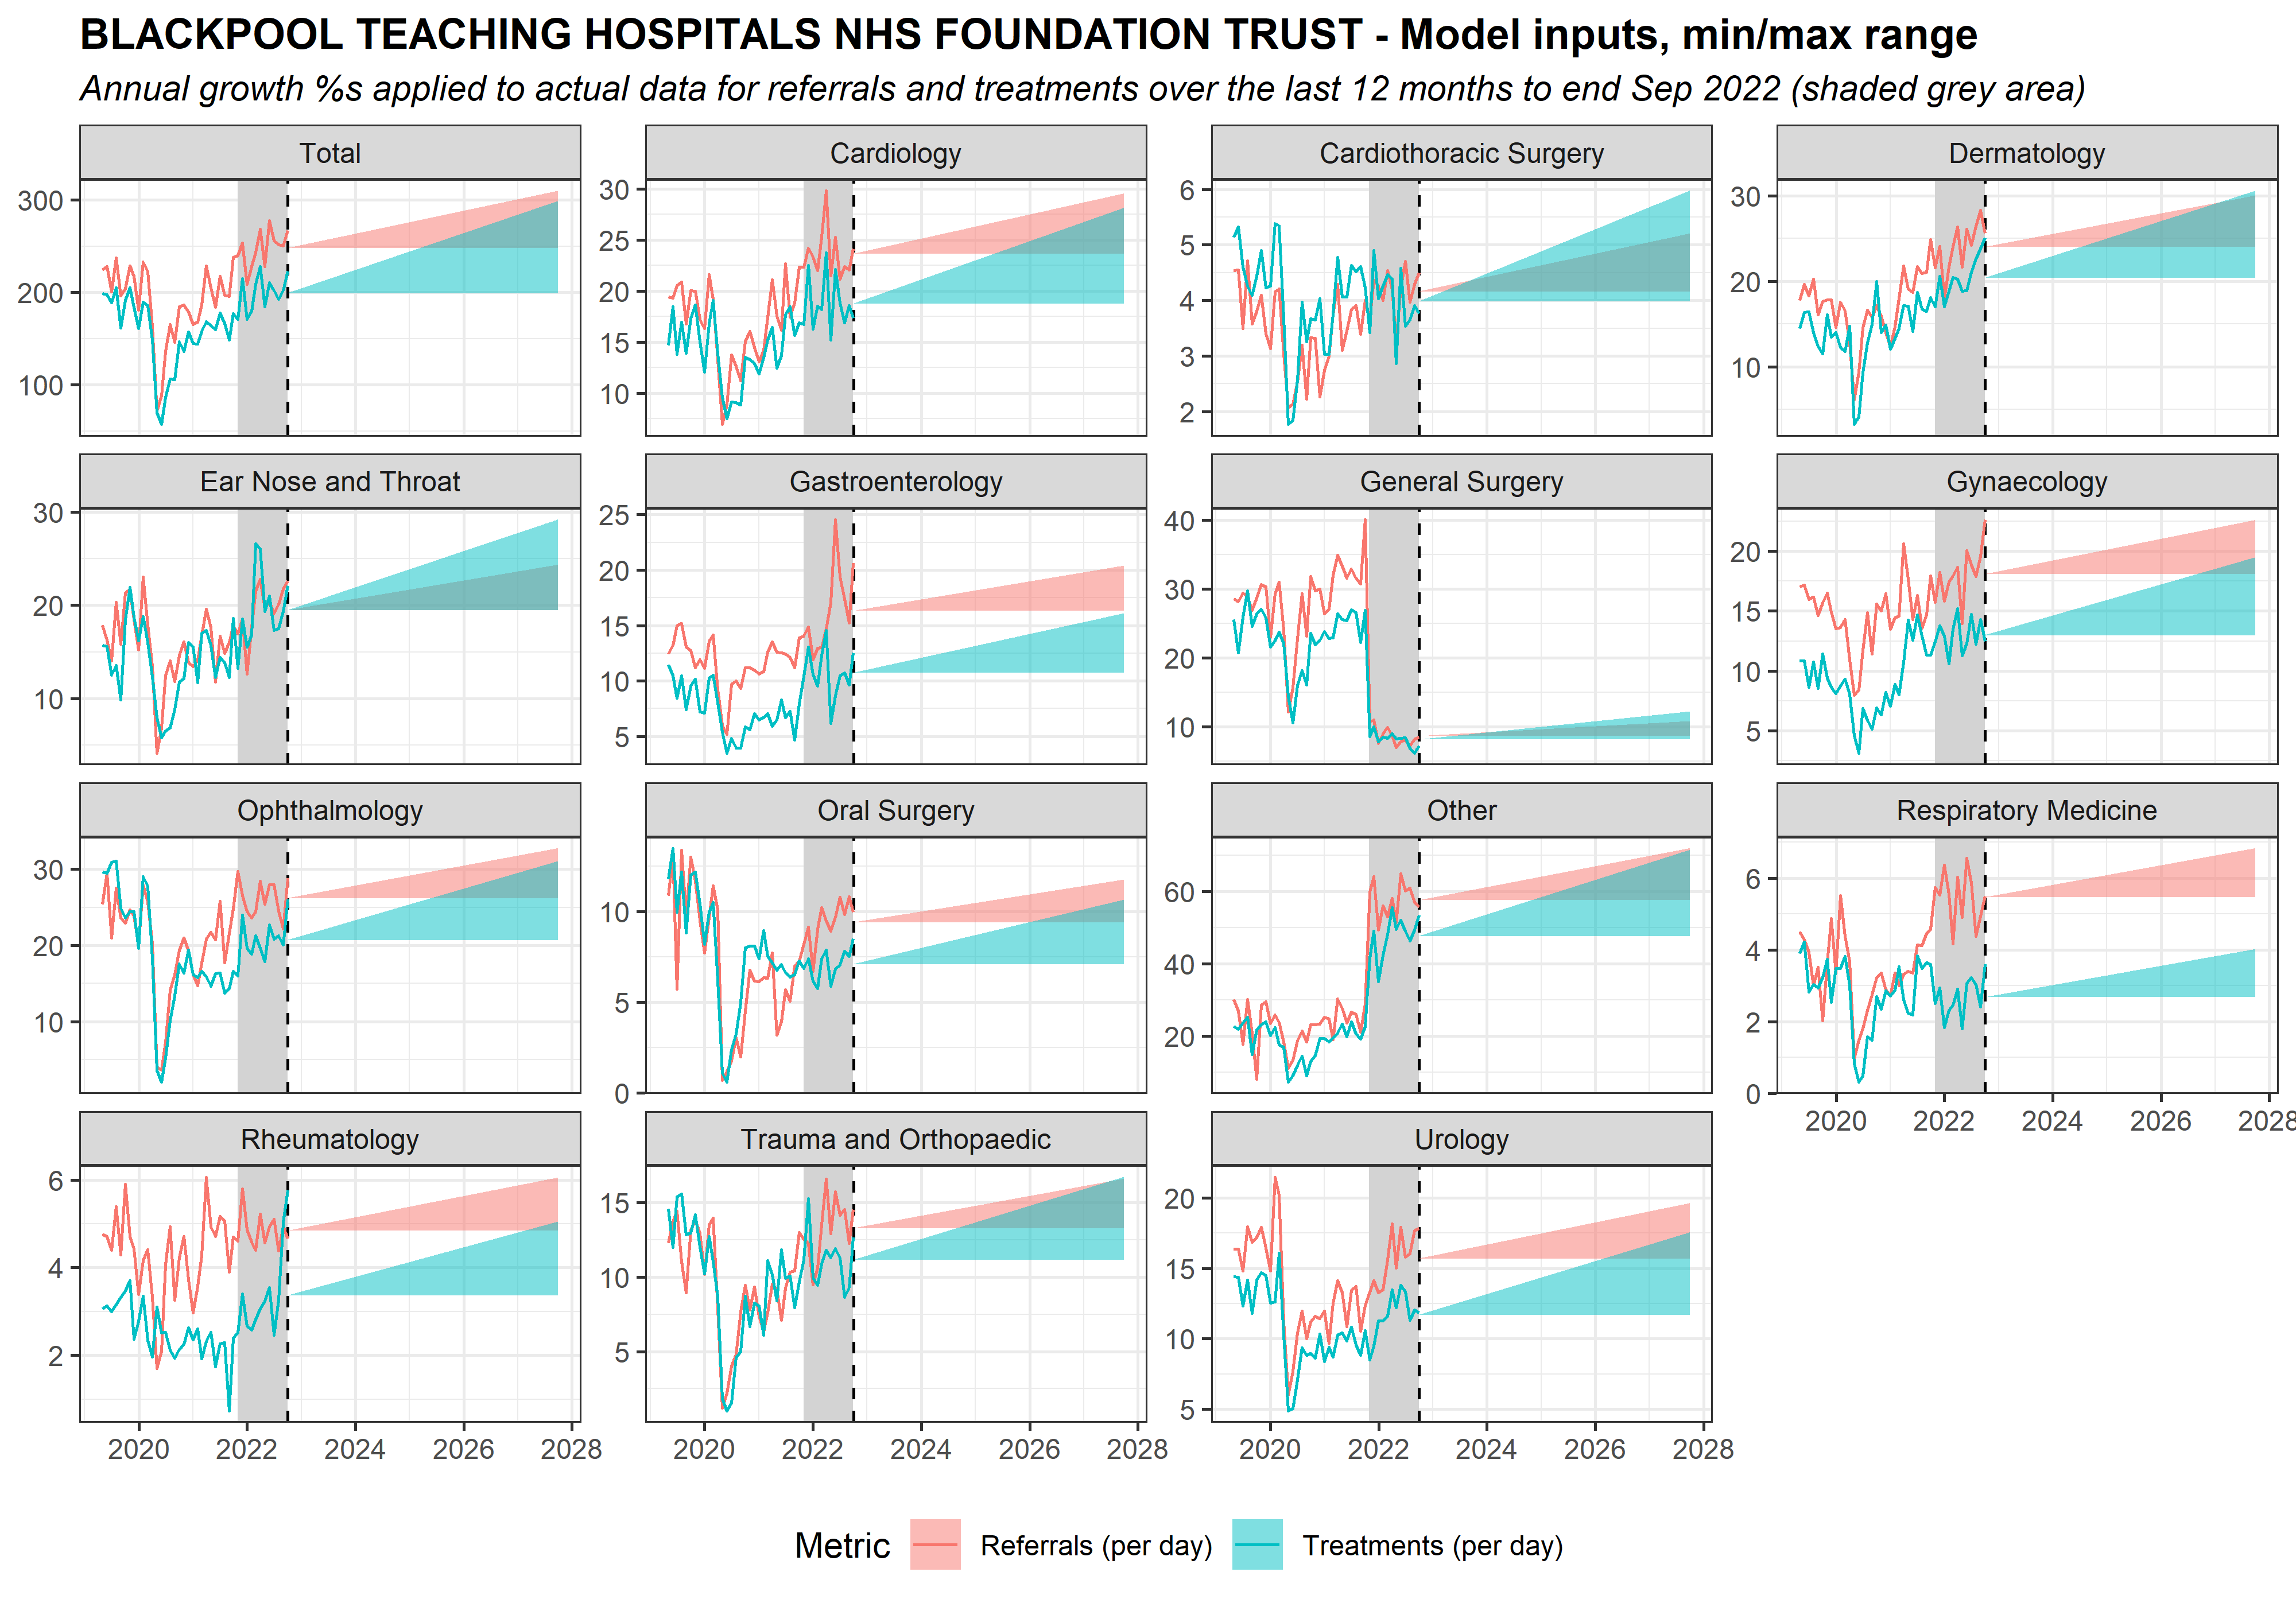 BLACKPOOL TEACHING HOSPITALS NHS FOUNDATION TRUST - Model inputs, min/max range
Annual growth %s applied to actual data for referrals and treatments over the last 12 months to end Sep 2022 (shaded grey area)
Total
300
200
100
Cardiology
30
25
20
15
10
Cardiothoracic Surgery
6
5
4
3
2
Dermatology
30
20
10
Ear Nose and Throat
30
20
10
Gastroenterology
25
20
15
10
5
General Surgery
40
30
20
10
Gynaecology
20
15
10
5
Ophthalmology
30
20
10
Oral Surgery
10
5
0
Other
60
40
20
Respiratory Medicine
6
4
2
0
2020 2022 2024 2026 2028
Rheumatology
6
4
2
2020 2022 2024 2026 2028
Trauma and Orthopaedic
15
10
5
2020 2022 2024 2026 2028
Urology
20
15
10
5
2020 2022 2024 2026 2028
Metric Referrals (per day) Treatments (per day)